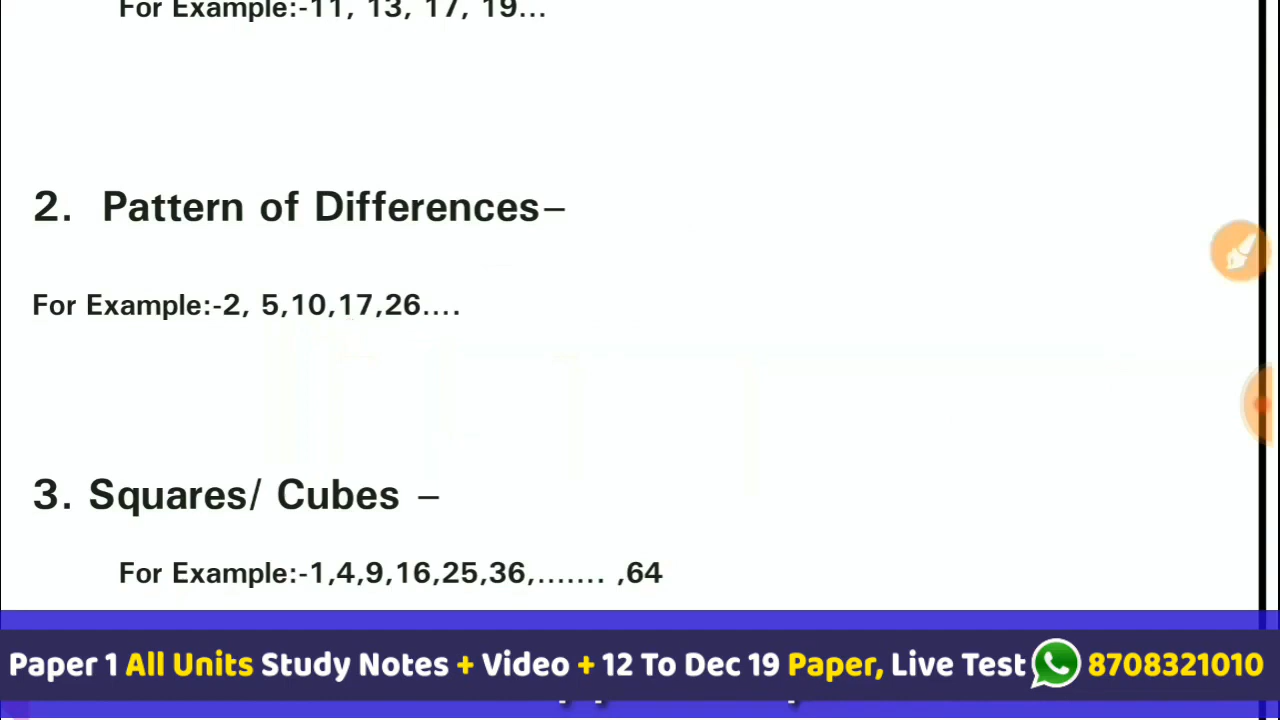 For Example:-11, 13, 17, 19...
2. Pattern of Differences–
For Example:-2, 5,10,17,26....
3. Squares/ Cubes –
For Example:-1,4,9,16,25,36,....... ,64
Paper 1 All Units Study Notes + Video + 12 To Dec 19 Paper, Live Test 8708321010